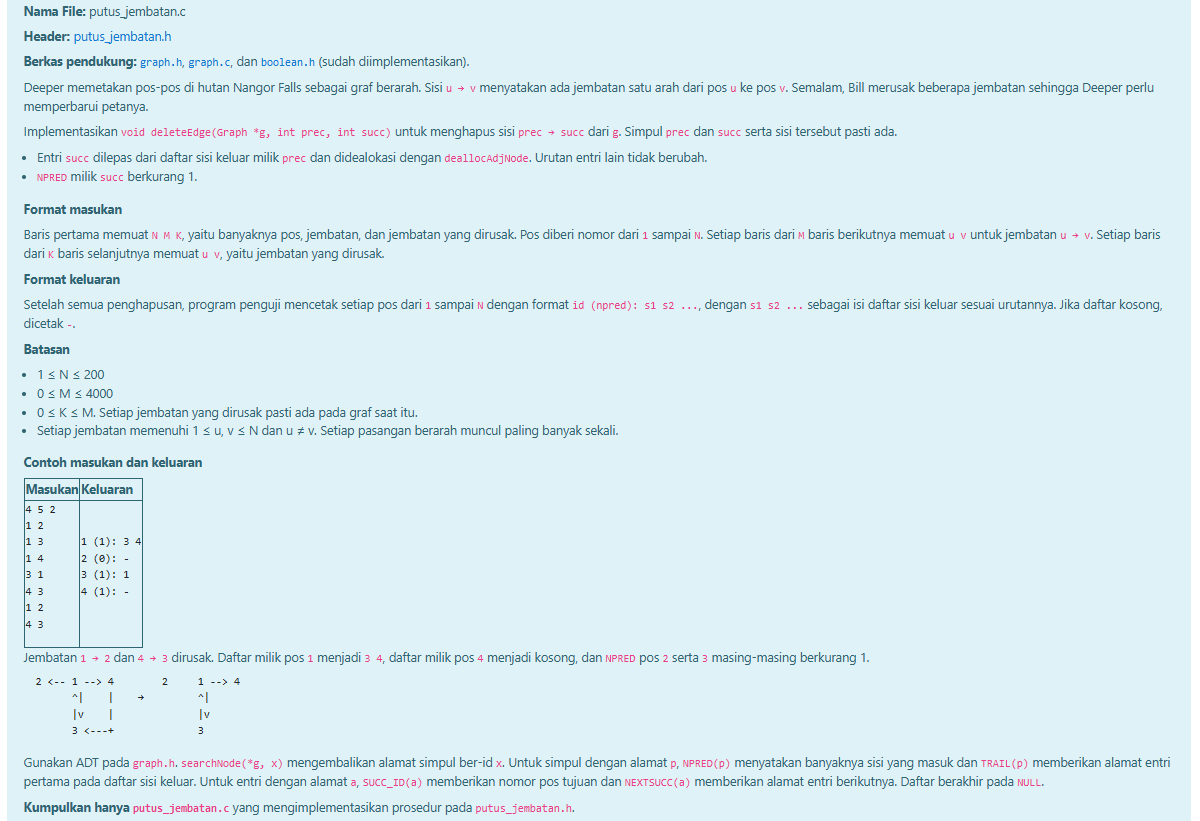 Nama File: putus_jembatan.c
Header: putus_jembatan.h
Berkas pendukung: graph.h, graph.c, dan boolean.h (sudah diimplementasikan).
Deeper memetakan pos-pos di hutan Nangor Falls sebagai graf berarah. Sisi u → v menyatakan ada jembatan satu arah dari pos u ke pos v. Semalam, Bill merusak beberapa jembatan sehingga Deeper perlu
memperbarui petanya.
Implementasikan void deleteEdge(Graph *g, int prec, int succ) untuk menghapus sisi prec → succ dari g. Simpul prec dan succ serta sisi tersebut pasti ada.
• Entri succ dilepas dari daftar sisi keluar milik prec dan didealokasi dengan deallocAdjNode. Urutan entri lain tidak berubah.
• NPRED milik succ berkurang 1.
Format masukan
Baris pertama memuat N M K, yaitu banyaknya pos, jembatan, dan jembatan yang dirusak. Pos diberi nomor dari 1 sampai N. Setiap baris dari M baris berikutnya memuat u v untuk jembatan u → v. Setiap baris
dari K baris selanjutnya memuat u v, yaitu jembatan yang dirusak.
Format keluaran
Setelah semua penghapusan, program penguji mencetak setiap pos dari 1 sampai N dengan format id (npred): s1 s2 ..., dengan s1 s2 ... sebagai isi daftar sisi keluar sesuai urutannya. Jika daftar kosong,
dicetak -.
Batasan
• 1 ≤ N ≤ 200
• 0 ≤ M ≤ 4000
• 0 ≤ K ≤ M. Setiap jembatan yang dirusak pasti ada pada graf saat itu.
• Setiap jembatan memenuhi 1 ≤ u, v ≤ N dan u ≠ v. Setiap pasangan berarah muncul paling banyak sekali.
Contoh masukan dan keluaran
Masukan Keluaran
4 5 2
1 2
1 3
1 4
3 1
4 3
1 2
4 3
1 (1): 3 4
2 (0): -
3 (1): 1
4 (1): -
Jembatan 1 → 2 dan 4 → 3 dirusak. Daftar milik pos 1 menjadi 3 4, daftar milik pos 4 menjadi kosong, dan NPRED pos 2 serta 3 masing-masing berkurang 1.
2 <-- 1 --> 4 2 1 --> 4
^| | → ^|
|v | |v
3 <---+ 3
Gunakan ADT pada graph.h. searchNode(*g, x) mengembalikan alamat simpul ber-id x. Untuk simpul dengan alamat p, NPRED(p) menyatakan banyaknya sisi yang masuk dan TRAIL(p) memberikan alamat entri
pertama pada daftar sisi keluar. Untuk entri dengan alamat a, SUCC_ID(a) memberikan nomor pos tujuan dan NEXTSUCC(a) memberikan alamat entri berikutnya. Daftar berakhir pada NULL.
Kumpulkan hanya putus_jembatan.c yang mengimplementasikan prosedur pada putus_jembatan.h.